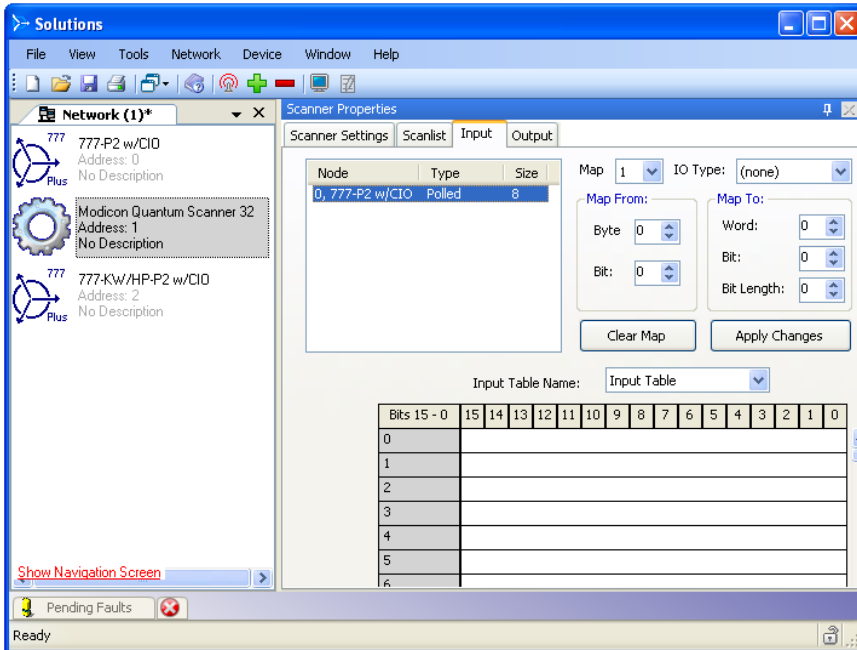 Solutions
File View Tools Network Device Window Help
Network (1)*
777
Plus
777-P2 w/CIO
Address: 0
No Description
Modicon Quantum Scanner 32
Address: 1
No Description
777
Plus
777-KW/HP-P2 w/CIO
Address: 2
No Description
Show Navigation Screen
Scanner Properties
Scanner Settings Scanlist Input Output
Node Type Size
0, 777-P2 w/CIO Polled 8
Map 1 IO Type: (none)
Map From: Map To:
Byte 0 Word: 0
Bit: 0 Bit: 0
Bit Length: 0
Clear Map Apply Changes
Input Table Name: Input Table
Bits 15 - 0 15 14 13 12 11 10 9 8 7 6 5 4 3 2 1 0
0
1
2
3
4
5
6
Pending Faults
Ready